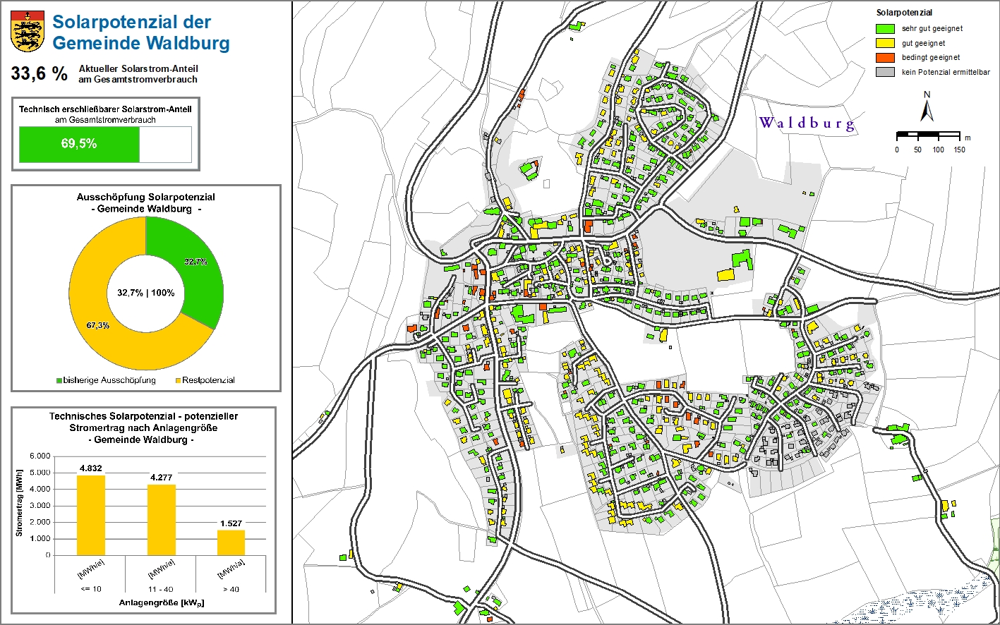 Solarpotenzial der
Gemeinde Waldburg
33,6 %
Aktueller Solarstrom-Anteil
am Gesamtstromverbrauch
Technisch erschließbarer Solarstrom-Anteil
am Gesamtstromverbrauch
69,5%
Ausschöpfung Solarpotenzial
- Gemeinde Waldburg -
32,7%
32,7% | 100%
67,3%
bisherige Ausschöpfung
Restpotenzial
Technisches Solarpotenzial - potenzieller
Stromertrag nach Anlagengröße
- Gemeinde Waldburg -
Stromertrag [MWh]
6.000
5.000
4.000
3.000
2.000
1.000
0
4.832
4.277
1.527
[MWh/a]
[MWh/a]
[MWh/a]
<= 10
11 - 40
> 40
Anlagengröße [kWp]
Solarpotenzial
sehr gut geeignet
gut geeignet
bedingt geeignet
kein Potenzial ermittelbar
N
0 50 100 150 m
Waldburg